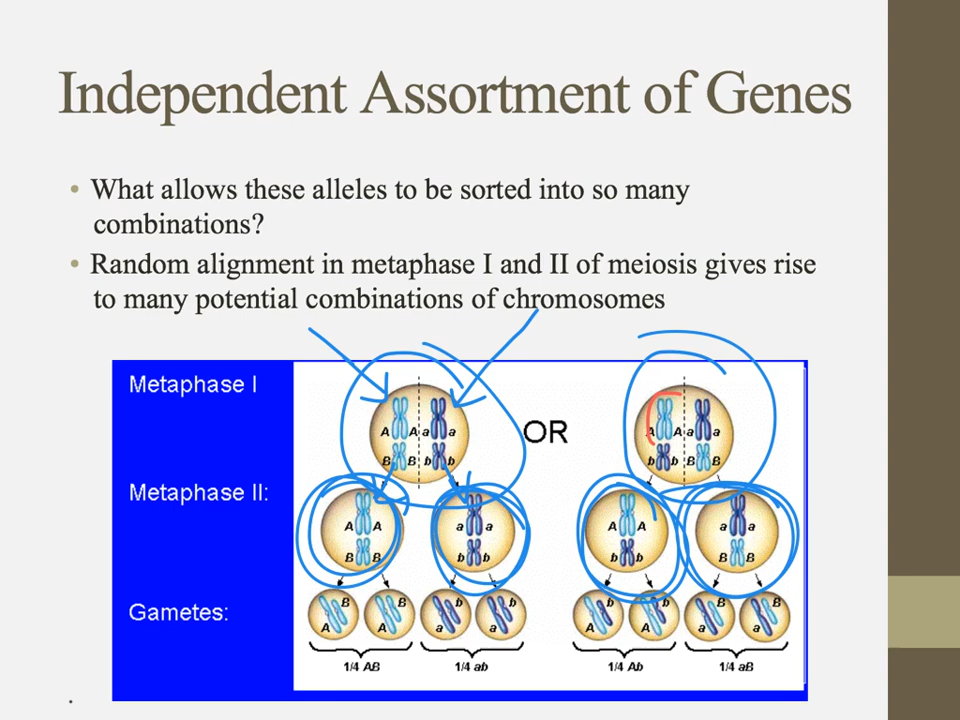 Independent Assortment of Genes
• What allows these alleles to be sorted into so many
combinations?
• Random alignment in metaphase I and II of meiosis gives rise
to many potential combinations of chromosomes
Metaphase I
A A a a
B B b b
OR
A A a a
b b B B
Metaphase II:
A A
B B
a a
b b
A A
b b
a a
B B
Gametes:
B B b b b b B B
A A a a A A a a
1/4 AB 1/4 ab 1/4 Ab 1/4 aB